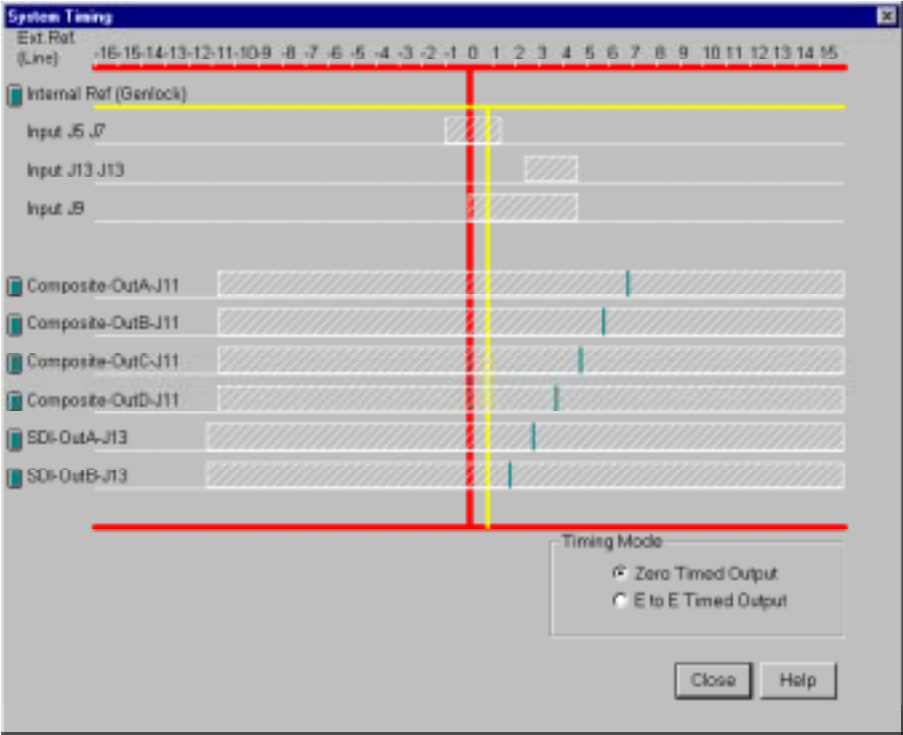 System Timing
Ext.Ref.
(Line) -16-15-14-13-12-11-10-9 -8 -7 -6 -5 -4 -3 -2 -1 0 1 2 3 4 5 6 7 8 9 10 11 12 13 14 15
Internal Ref (Genlock)
Input J5 J7
Input J13 J13
Input J9
Composite-OutA-J11
Composite-OutB-J11
Composite-OutC-J11
Composite-OutD-J11
SDI-OutA-J13
SDI-OutB-J13
Timing Mode
Zero Timed Output
E to E Timed Output
Close Help